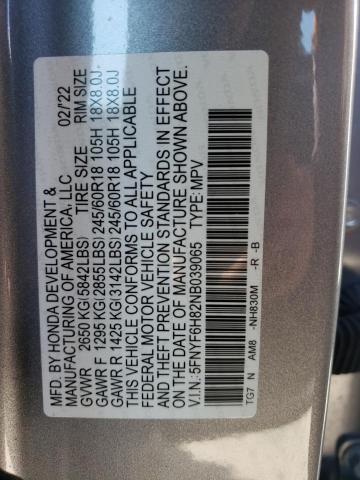 MFD. BY HONDA DEVELOPMENT &
MANUFACTURING OF AMERICA, LLC 02/'22
GVWR 2650 KG(5842LBS) TIRE SIZE RIM SIZE
GAWR F 1295 KG(2855LBS)245/60R18 105H 18X8.0J
GAWR R 1425 KG(3142LBS)245/60R18 105H 18X8.0J
THIS VEHICLE CONFORMS TO ALL APPLICABLE
FEDERAL MOTOR VEHICLE SAFETY
AND THEFT PREVENTION STANDARDS IN EFFECT
ON THE DATE OF MANUFACTURE SHOWN ABOVE.
V.I.N.:5FNYF6H82NB039065 TYPE:MPV
TG7 N AM8 -NH830M -R -B